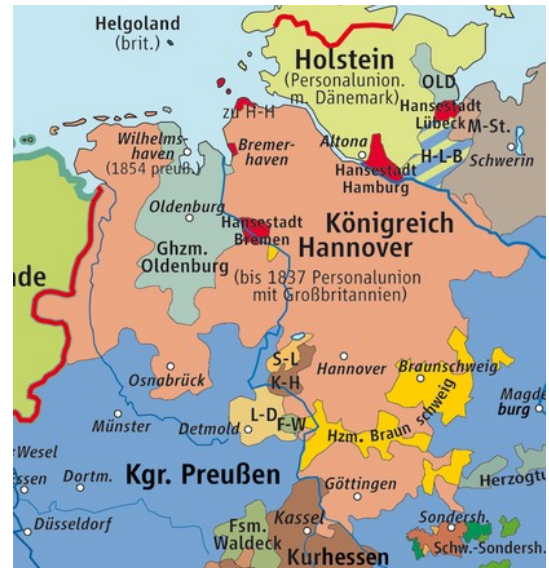 Helgoland
(brit.)
Holstein
(Personalunion.
m. Dänemark)
OLD
zu H-H
Hansestadt
Lübeck
M-St.
Wilhelms-
haven
(1854 preuß.)
Bremer-
haven
Altona
H-L-B
Schwerin
Hansestadt
Hamburg
Oldenburg
Hansestadt
Bremen
Königreich
Hannover
(bis 1837 Personalunion
mit Großbritannien)
Ghzm.
Oldenburg
nde
S-L
K-H
Hannover
Braunschweig
Osnabrück
L-D
F-W
Magde
burg
Münster
Detmold
Hzm. Braun schweig
Wesel
Kgr. Preußen
Göttingen
Herzogtu
ssen
Dortm.
Düsseldorf
Fsm.
Waldeck
Kassel
Kurhessen
Sondersh.
Schw.-Sondersh.